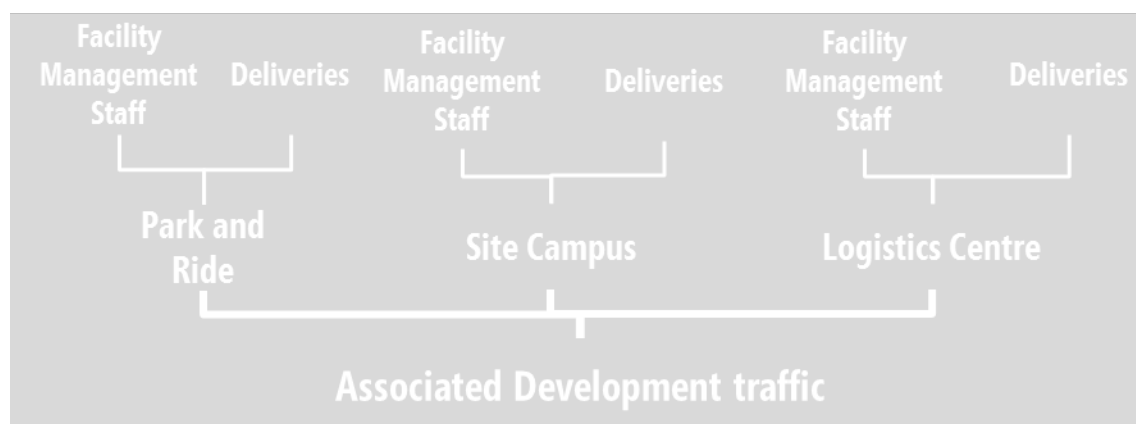 Facility
Management
Staff
Deliveries
Facility
Management
Staff
Deliveries
Facility
Management
Staff
Deliveries
Park and
Ride
Site Campus
Logistics Centre
Associated Development traffic